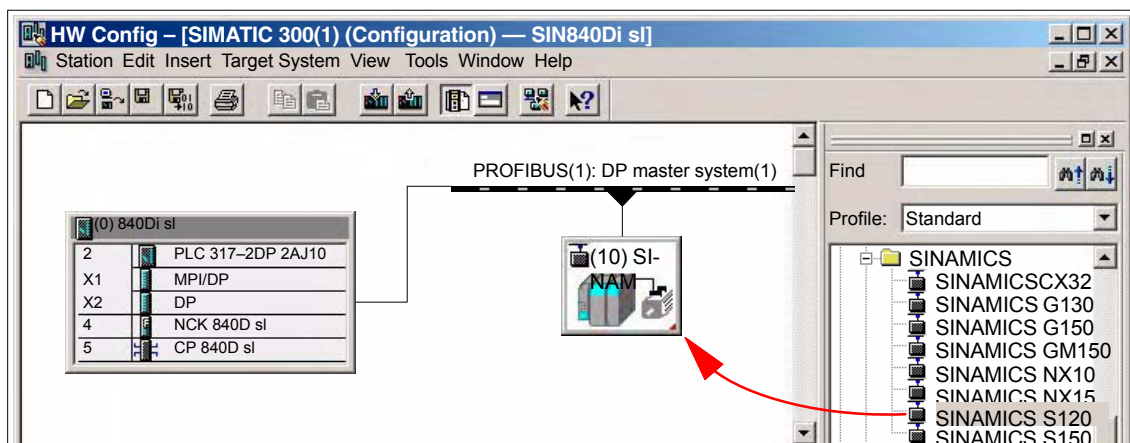 HW Config – [SIMATIC 300(1) (Configuration) — SIN840Di sl]
Station Edit Insert Target System View Tools Window Help
PROFIBUS(1): DP master system(1)
(0) 840Di sl
2 PLC 317–2DP 2AJ10
X1 MPI/DP
X2 DP
4 NCK 840D sl
5 CP 840D sl
(10) SI-
NAM
Find
Profile: Standard
SINAMICS
SINAMICSCX32
SINAMICS G130
SINAMICS G150
SINAMICS GM150
SINAMICS NX10
SINAMICS NX15
SINAMICS S120
SINAMICS S150